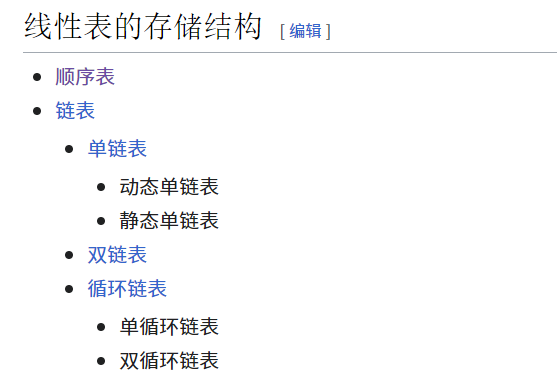 线性表的存储结构 [ 编辑 ]
顺序表
链表
单链表
动态单链表
静态单链表
双链表
循环链表
单循环链表
双循环链表